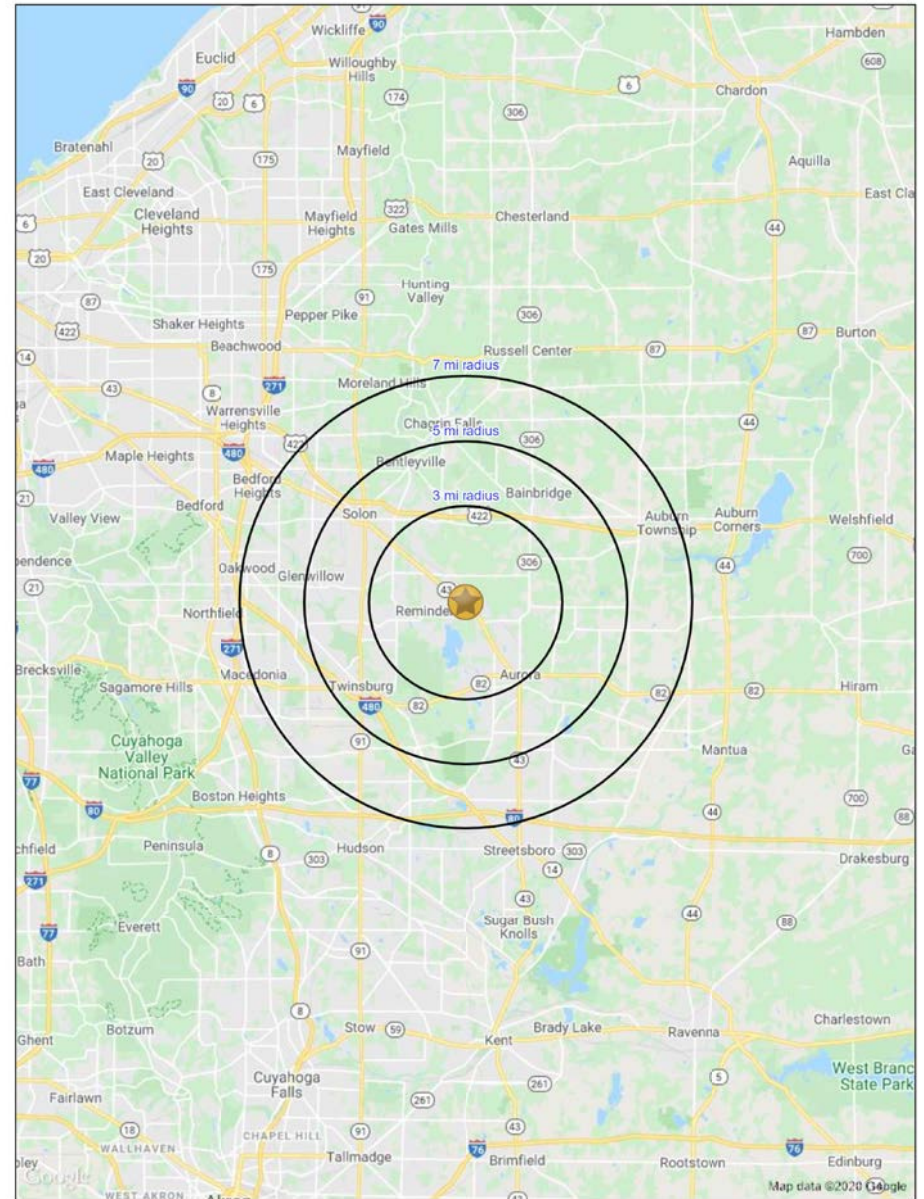 Wickliffe
90
Hambden
Euclid
Willoughby
Hills
608
90
20
6
174
6
Chardon
306
Bratenahl
20
175
Mayfield
Aquilla
East Cleveland
322
Cleveland
Heights
Mayfield
Heights
Gates Mills
Chesterland
6
44
20
175
Hunting
Valley
87
91
306
422
Shaker Heights
Pepper Pike
87
Burton
Beachwood
Russell Center
87
14
7 mi radius
43
8
271
Moreland Hills
Warrensville
Heights
Chagrin Falls
44
422
5 mi radius
306
Maple Heights
480
480
Bentleyville
Bedford
Heights
3 mi radius
Bainbridge
21
Bedford
Solon
422
Auburn
Township
Auburn
Corners
Valley View
Welshfield
700
306
44
Oakwood
Glenwillow
21
43
Northfield
271
Brecksville
Macedonia
Aurora
Sagamore Hills
Twinsburg
82
82
82
Hiram
480
82
Cuyahoga
Valley
National Park
91
Mantua
43
77
Boston Heights
700
80
80
44
88
Peninsula
8
303
Hudson
Streetsboro
303
Drakesburg
271
14
43
44
88
Everett
Sugar Bush
Knolls
77
Bath
91
8
Charlestown
Botzum
Stow
59
Brady Lake
Ravenna
Ghent
Kent
Cuyahoga
Falls
5
West Branc
State Park
261
261
Fairlawn
18
43
CHAPEL HILL
91
WALLHAVEN
76
76
Tallmadge
Brimfield
Rootstown
Edinburg
Google
Map data ©2020 Google
WEST AKRON